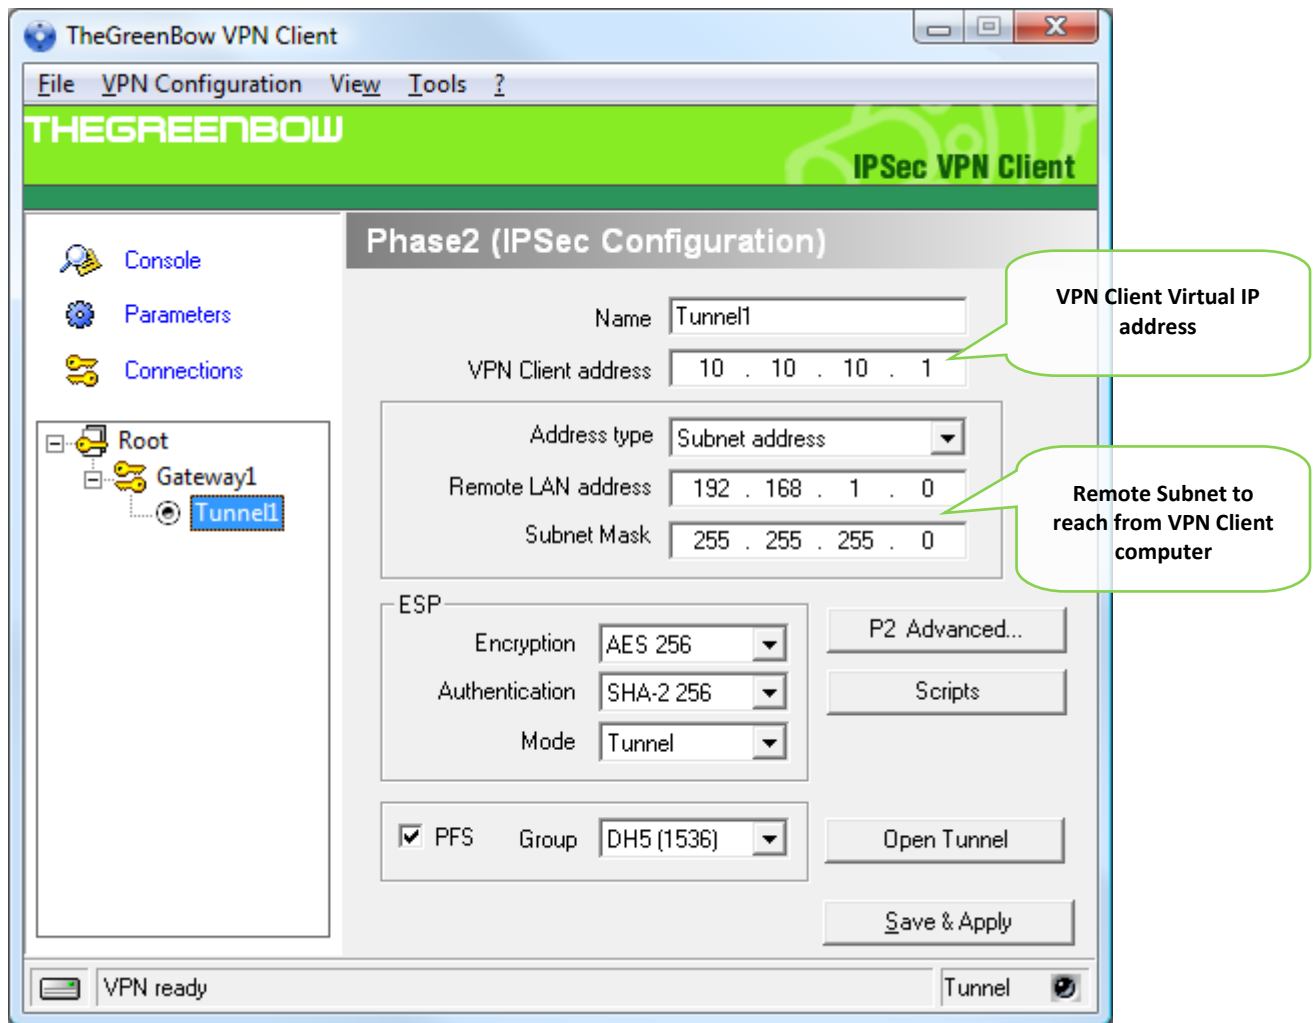 TheGreenBow VPN Client
File VPN Configuration View Tools ?
THEGREENBOW
IPSec VPN Client
Console
Parameters
Connections
Root
Gateway1
Tunnel1
Phase2 (IPSec Configuration)
Name Tunnel1
VPN Client address 10 . 10 . 10 . 1
VPN Client Virtual IP
address
Address type Subnet address
Remote LAN address 192 . 168 . 1 . 0
Subnet Mask 255 . 255 . 255 . 0
Remote Subnet to
reach from VPN Client
computer
ESP
Encryption AES 256
Authentication SHA-2 256
Mode Tunnel
P2 Advanced...
Scripts
PFS Group DH5 (1536)
Open Tunnel
Save & Apply
VPN ready
Tunnel